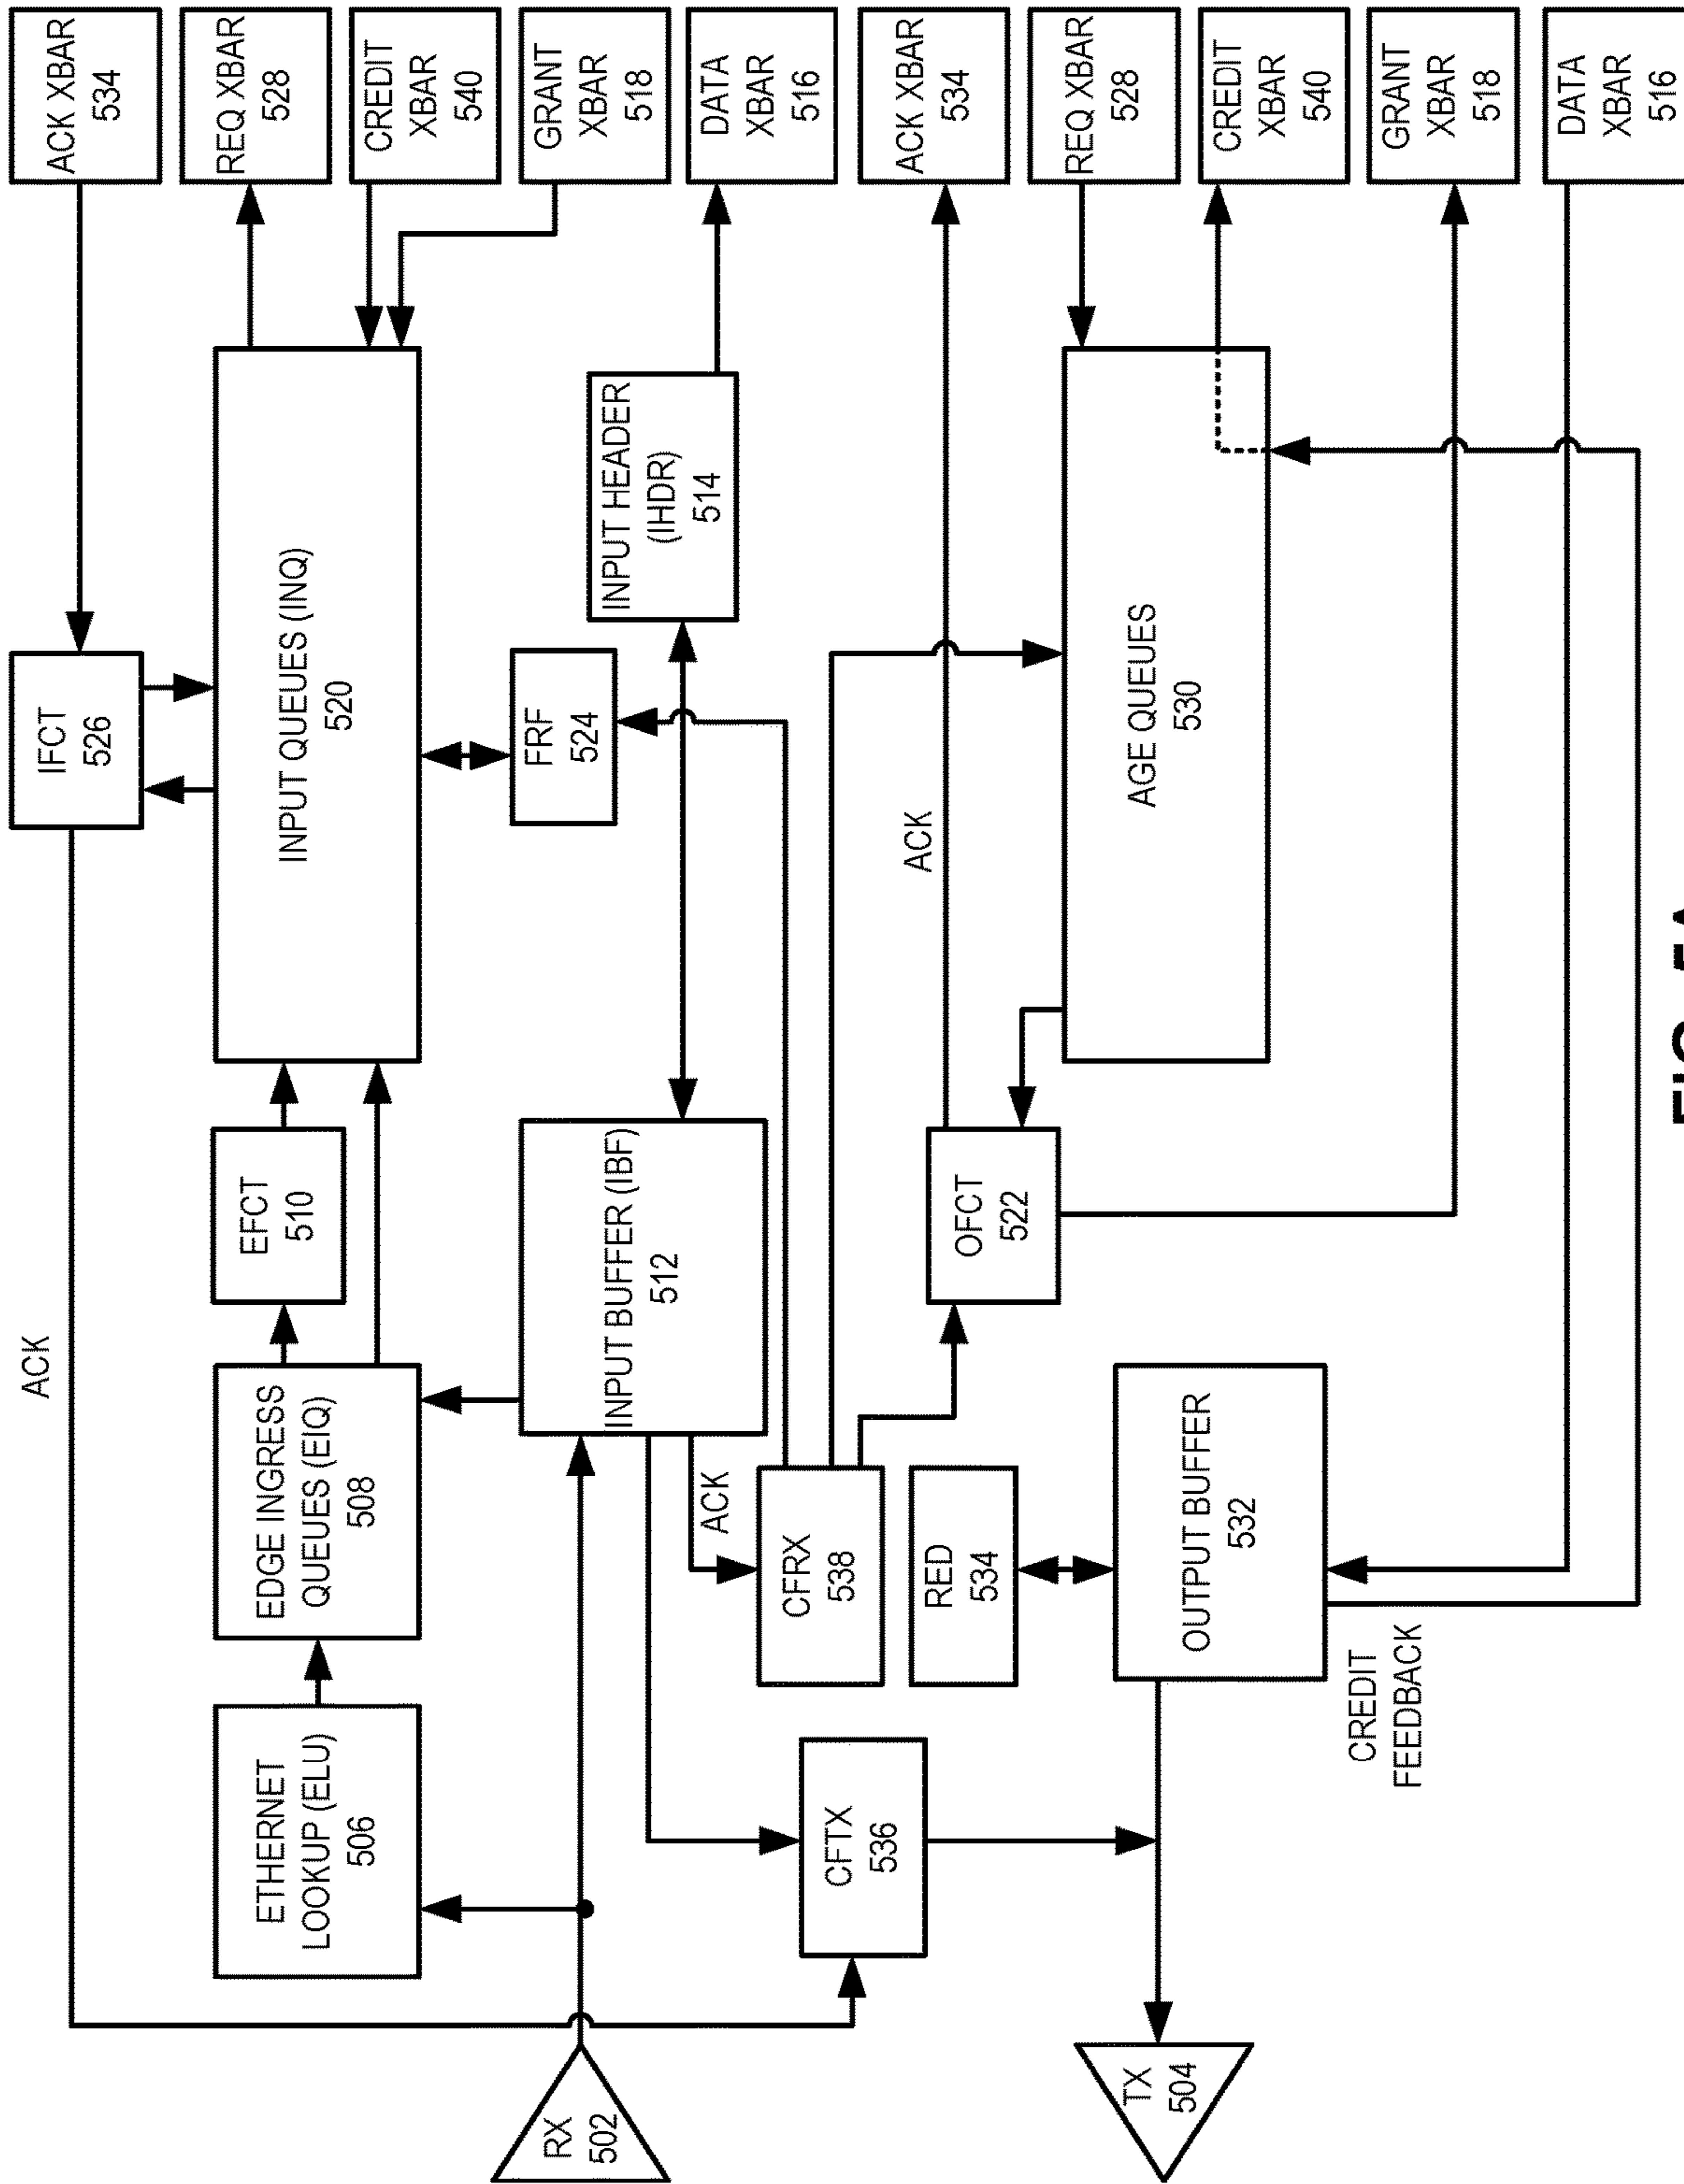 ACK
IFCT
526
ACK XBAR
534
ETHERNET
LOOKUP (ELU)
506
EDGE INGRESS
QUEUES (EIQ)
508
EFCT
510
INPUT QUEUES (INQ)
520
REQ XBAR
528
CREDIT
XBAR
540
GRANT
XBAR
518
RX
502
INPUT BUFFER (IBF)
512
FRF
524
INPUT HEADER
(IHDR)
514
DATA
XBAR
516
ACK
CFTX
536
CFRX
538
RED
534
OFCT
522
ACK
ACK XBAR
534
REQ XBAR
528
TX
504
OUTPUT BUFFER
532
AGE QUEUES
530
CREDIT
XBAR
540
CREDIT
FEEDBACK
GRANT
XBAR
518
DATA
XBAR
516